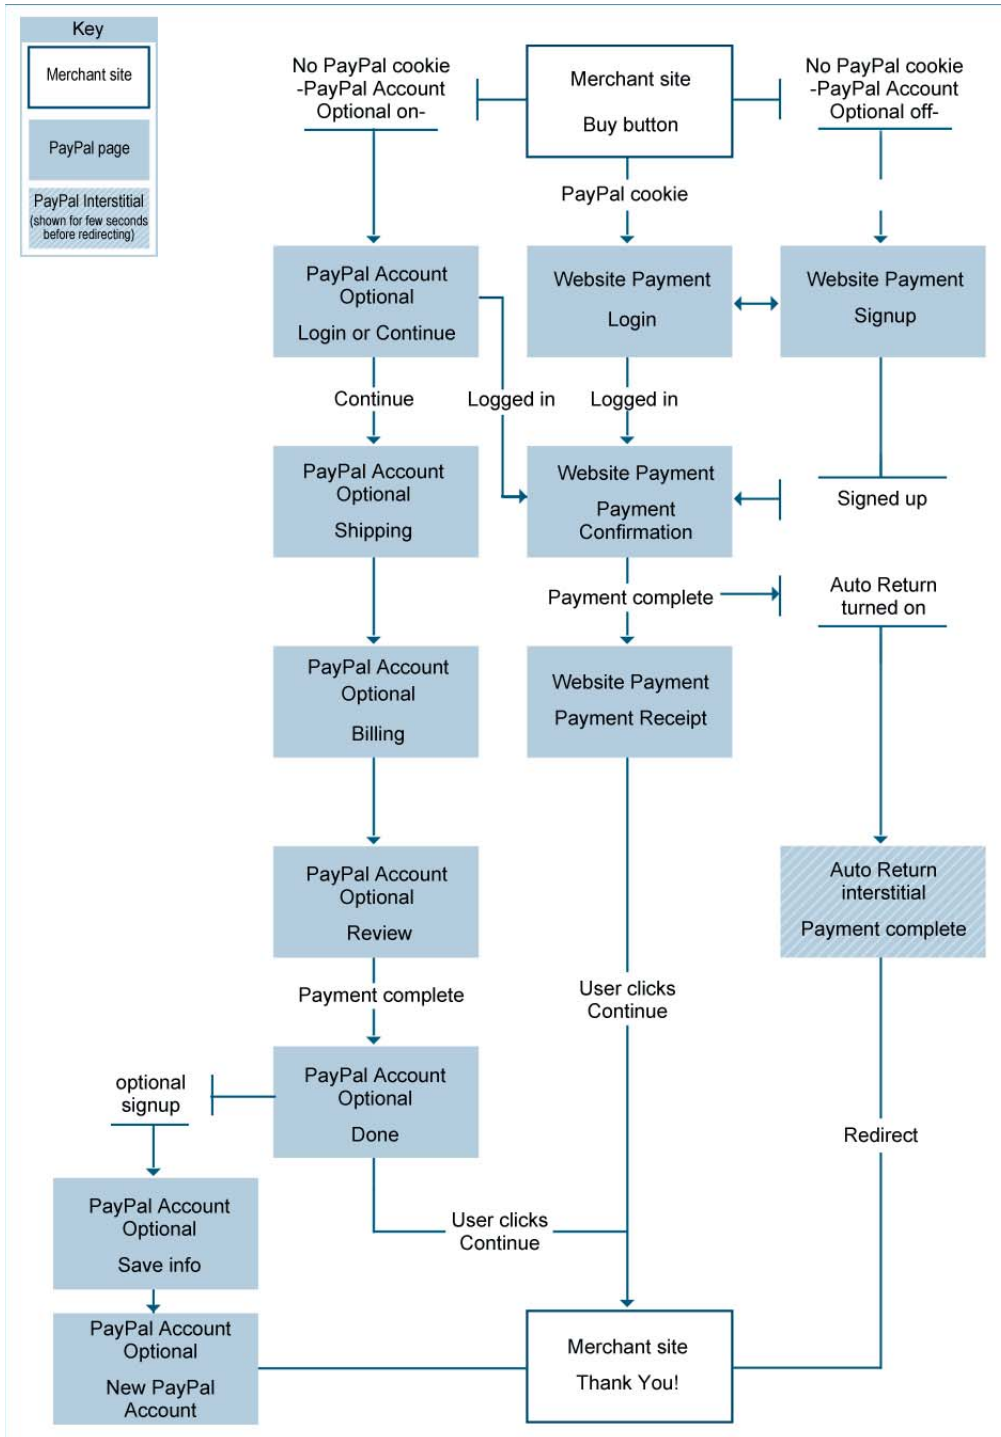 Key
Merchant site
PayPal page
PayPal Interstitial
(shown for few seconds
before redirecting)
No PayPal cookie
-PayPal Account
Optional on-
Merchant site
Buy button
No PayPal cookie
-PayPal Account
Optional off-
PayPal cookie
PayPal Account
Optional
Login or Continue
Website Payment
Login
Website Payment
Signup
Continue
Logged in
Logged in
PayPal Account
Optional
Shipping
Website Payment
Payment
Confirmation
Signed up
Payment complete
Auto Return
turned on
PayPal Account
Optional
Billing
Website Payment
Payment Receipt
PayPal Account
Optional
Review
Auto Return
interstitial
Payment complete
Payment complete
User clicks
Continue
PayPal Account
Optional
Done
optional
signup
Redirect
PayPal Account
Optional
Save info
User clicks
Continue
PayPal Account
Optional
New PayPal
Account
Merchant site
Thank You!